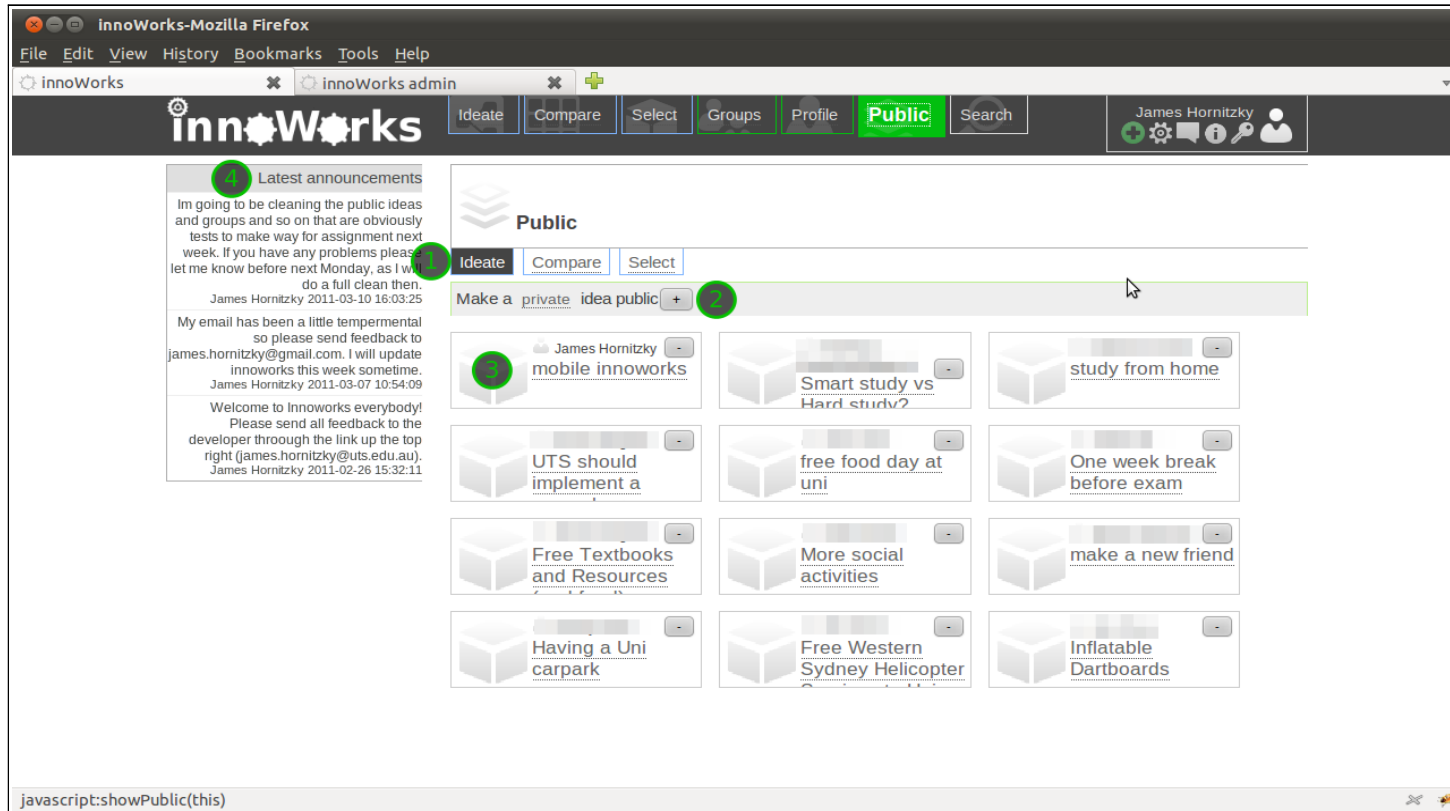 innoWorks-Mozilla Firefox
File Edit View History Bookmarks Tools Help
innoWorks
innoWorks admin
innoWorks
Ideate
Compare
Select
Groups
Profile
Public
Search
James Hornitzky
4
Latest announcements
Im going to be cleaning the public ideas
and groups and so on that are obviously
tests to make way for assignment next
week. If you have any problems please
let me know before next Monday, as I will
do a full clean then.
James Hornitzky 2011-03-10 16:03:25
My email has been a little tempermental
so please send feedback to
james.hornitzky@gmail.com. I will update
innoworks this week sometime.
James Hornitzky 2011-03-07 10:54:09
Welcome to Innoworks everybody!
Please send all feedback to the
developer throough the link up the top
right (james.hornitzky@uts.edu.au).
James Hornitzky 2011-02-26 15:32:11
Public
1
Ideate
Compare
Select
Make a private idea public +
2
3
James Hornitzky -
mobile innoworks
-
Smart study vs
Hard study?
-
study from home
-
UTS should
implement a
-
free food day at
uni
-
One week break
before exam
-
Free Textbooks
and Resources
-
More social
activities
-
make a new friend
-
Having a Uni
carpark
-
Free Western
Sydney Helicopter
-
Inflatable
Dartboards
javascript:showPublic(this)